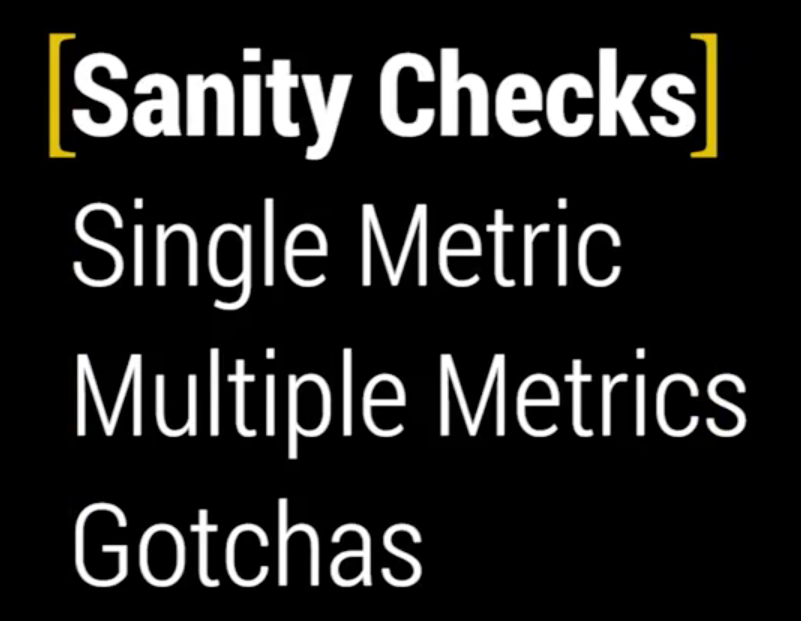 [Sanity Checks]
Single Metric
Multiple Metrics
Gotchas